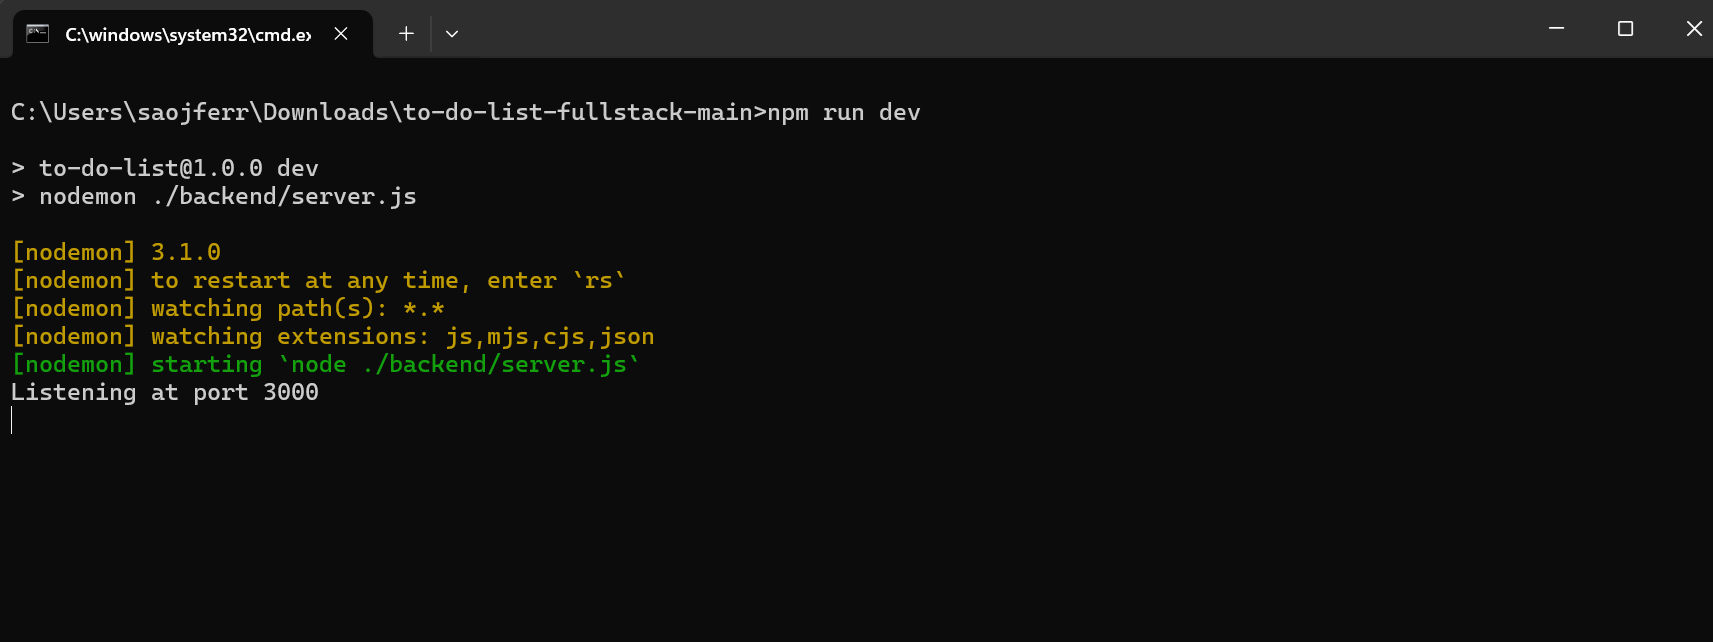 C:\windows\system32\cmd.ex
C:\Users\saojferr\Downloads\to-do-list-fullstack-main>npm run dev
> to-do-list@1.0.0 dev
> nodemon ./backend/server.js
[nodemon] 3.1.0
[nodemon] to restart at any time, enter `rs`
[nodemon] watching path(s): *.*
[nodemon] watching extensions: js,mjs,cjs,json
[nodemon] starting `node ./backend/server.js`
Listening at port 3000